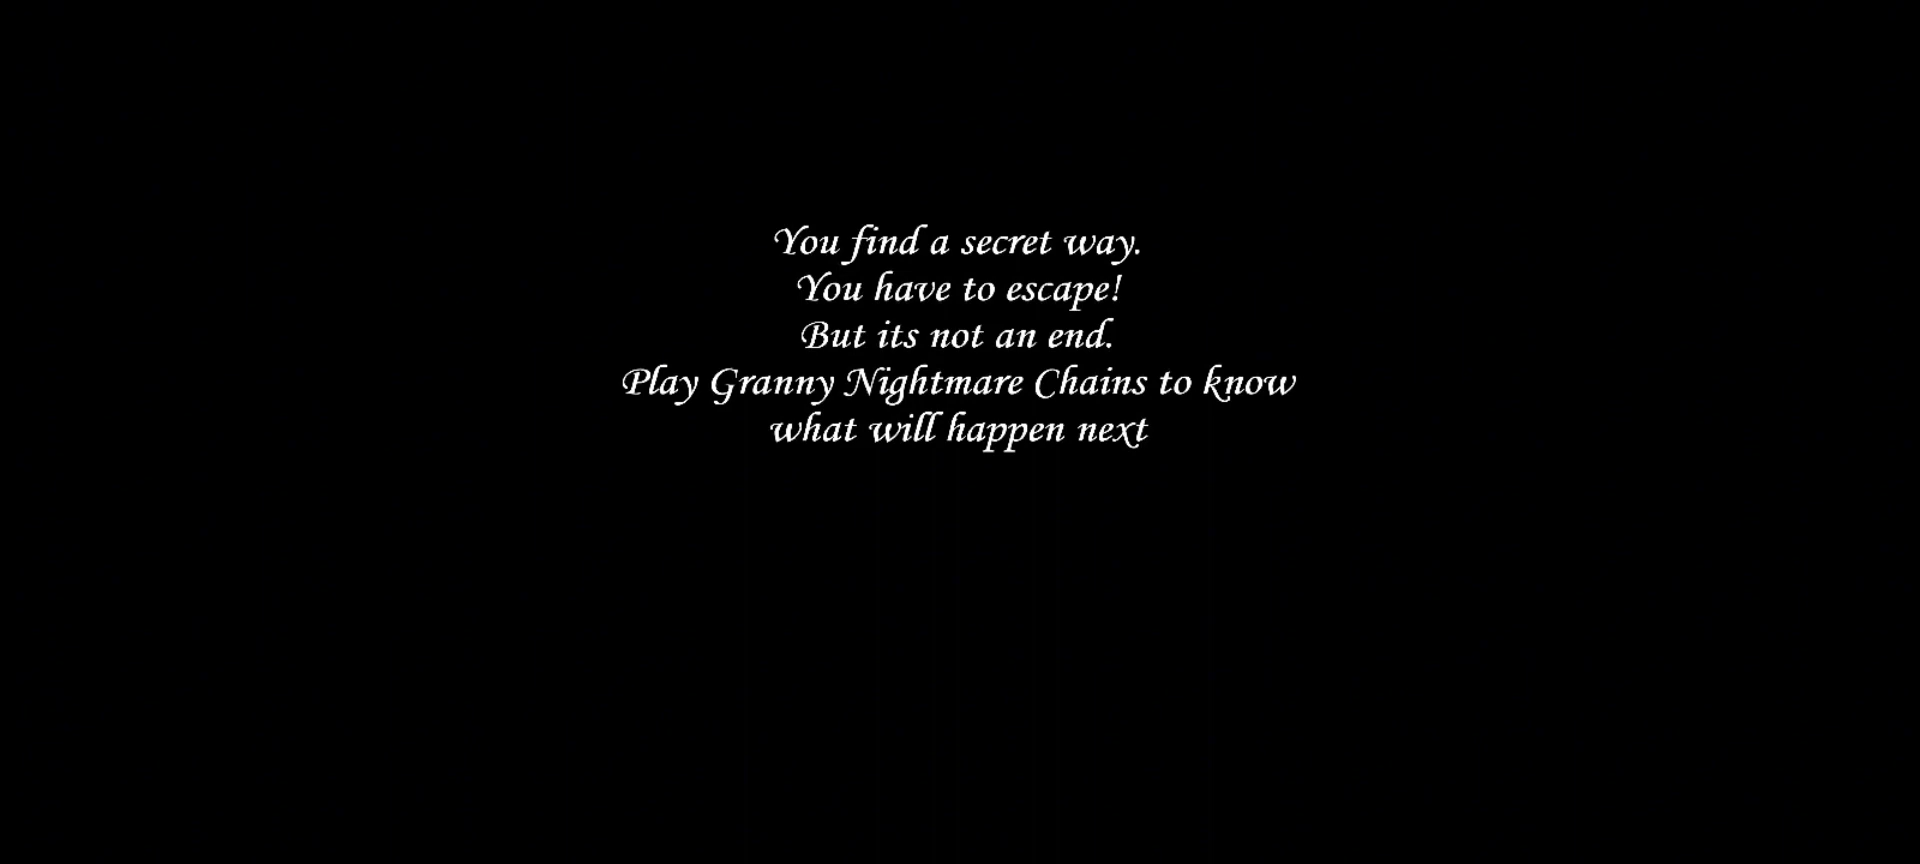 You find a secret way.
You have to escape!
But its not an end.
Play Granny Nightmare Chains to know
what will happen next